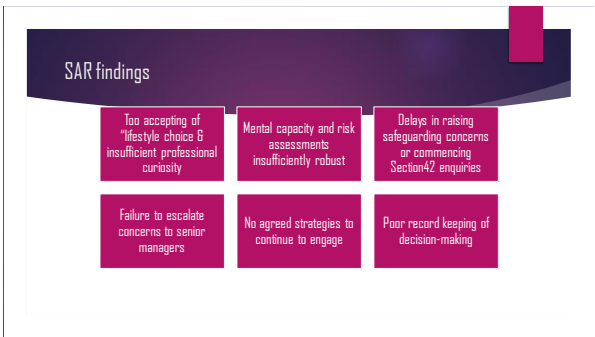 SAR findings
Too accepting of
“lifestyle choice &
insufficient professional
curiosity
Mental capacity and risk
assessments
insufficiently robust
Delays in raising
safeguarding concerns
or commencing
Section42 enquiries
Failure to escalate
concerns to senior
managers
No agreed strategies to
continue to engage
Poor record keeping of
decision-making